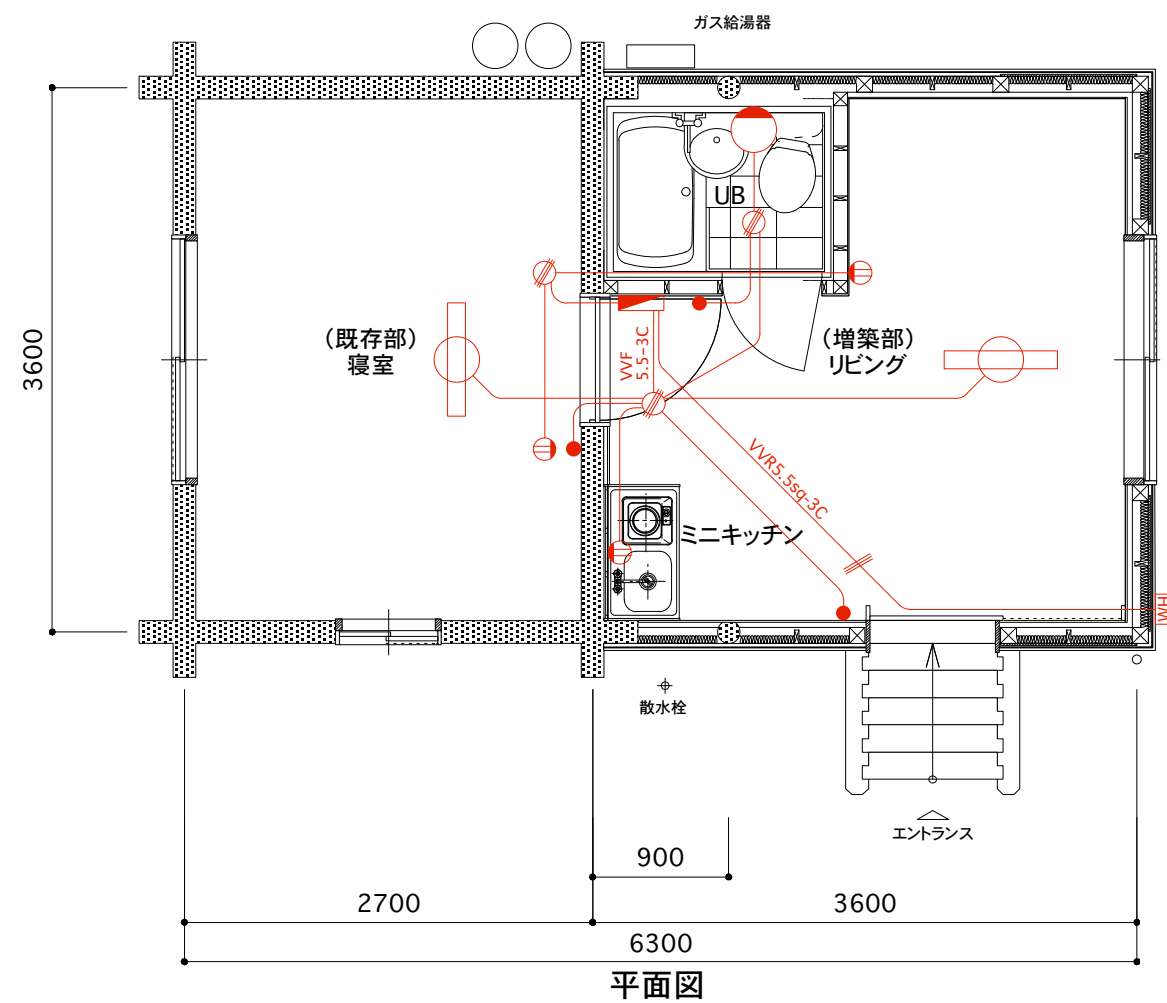 ガス給湯器
UB
3600
(既存部)
寝室
VVF
5.5-3C
(増築部)
リビング
VVR5.5sq-3C
ミニキッチン
WH
散水栓
エントランス
900
2700
3600
6300
平面図